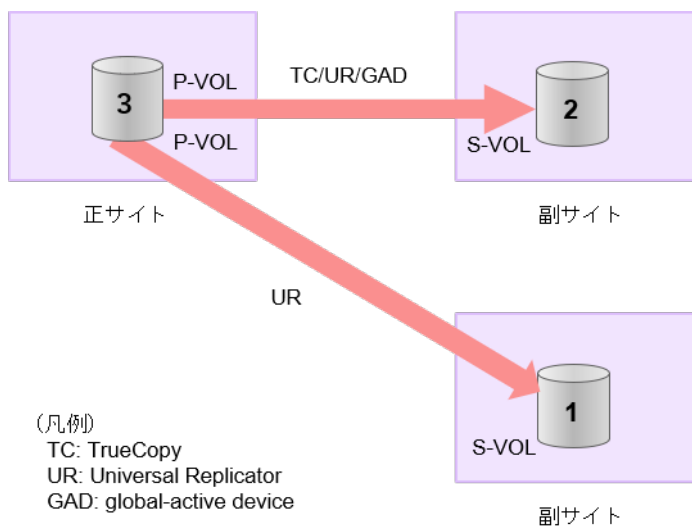 P-VOL
3
P-VOL
TC/UR/GAD
2
S-VOL
正サイト
副サイト
UR
1
S-VOL
副サイト
(凡例)
TC: TrueCopy
UR: Universal Replicator
GAD: global-active device